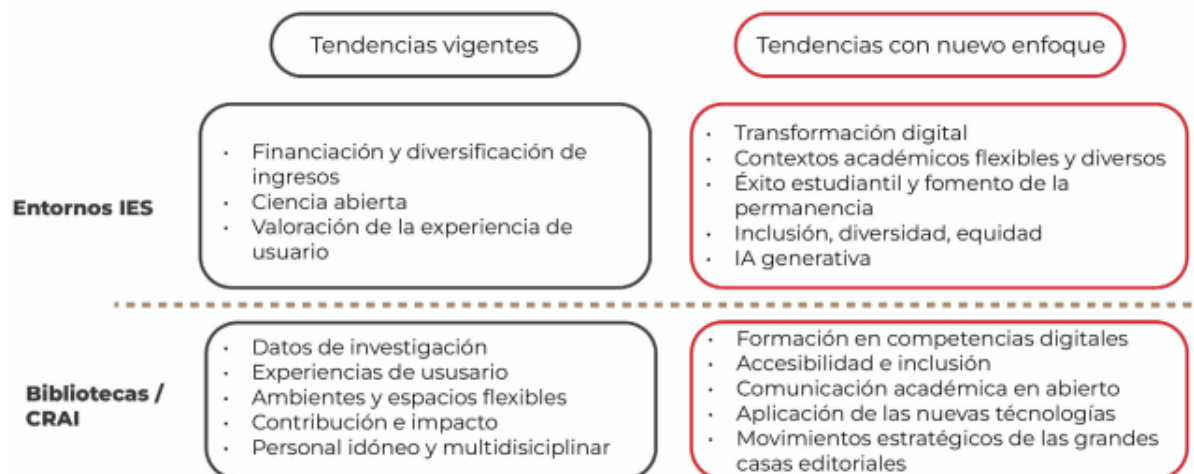 Tendencias vigentes
Tendencias con nuevo enfoque
Entornos IES
· Financiación y diversificación de
ingresos
· Ciencia abierta
· Valoración de la experiencia de
usuario
· Transformación digital
· Contextos académicos flexibles y diversos
· Éxito estudiantil y fomento de la
permanencia
· Inclusión, diversidad, equidad
· IA generativa
Bibliotecas /
CRAI
· Datos de investigación
· Experiencias de ususario
· Ambientes y espacios flexibles
· Contribución e impacto
· Personal idóneo y multidisiciplinar
· Formación en competencias digitales
· Accesibilidad e inclusión
· Comunicación académica en abierto
· Aplicación de las nuevas técnologías
· Movimientos estratégicos de las grandes
casas editoriales